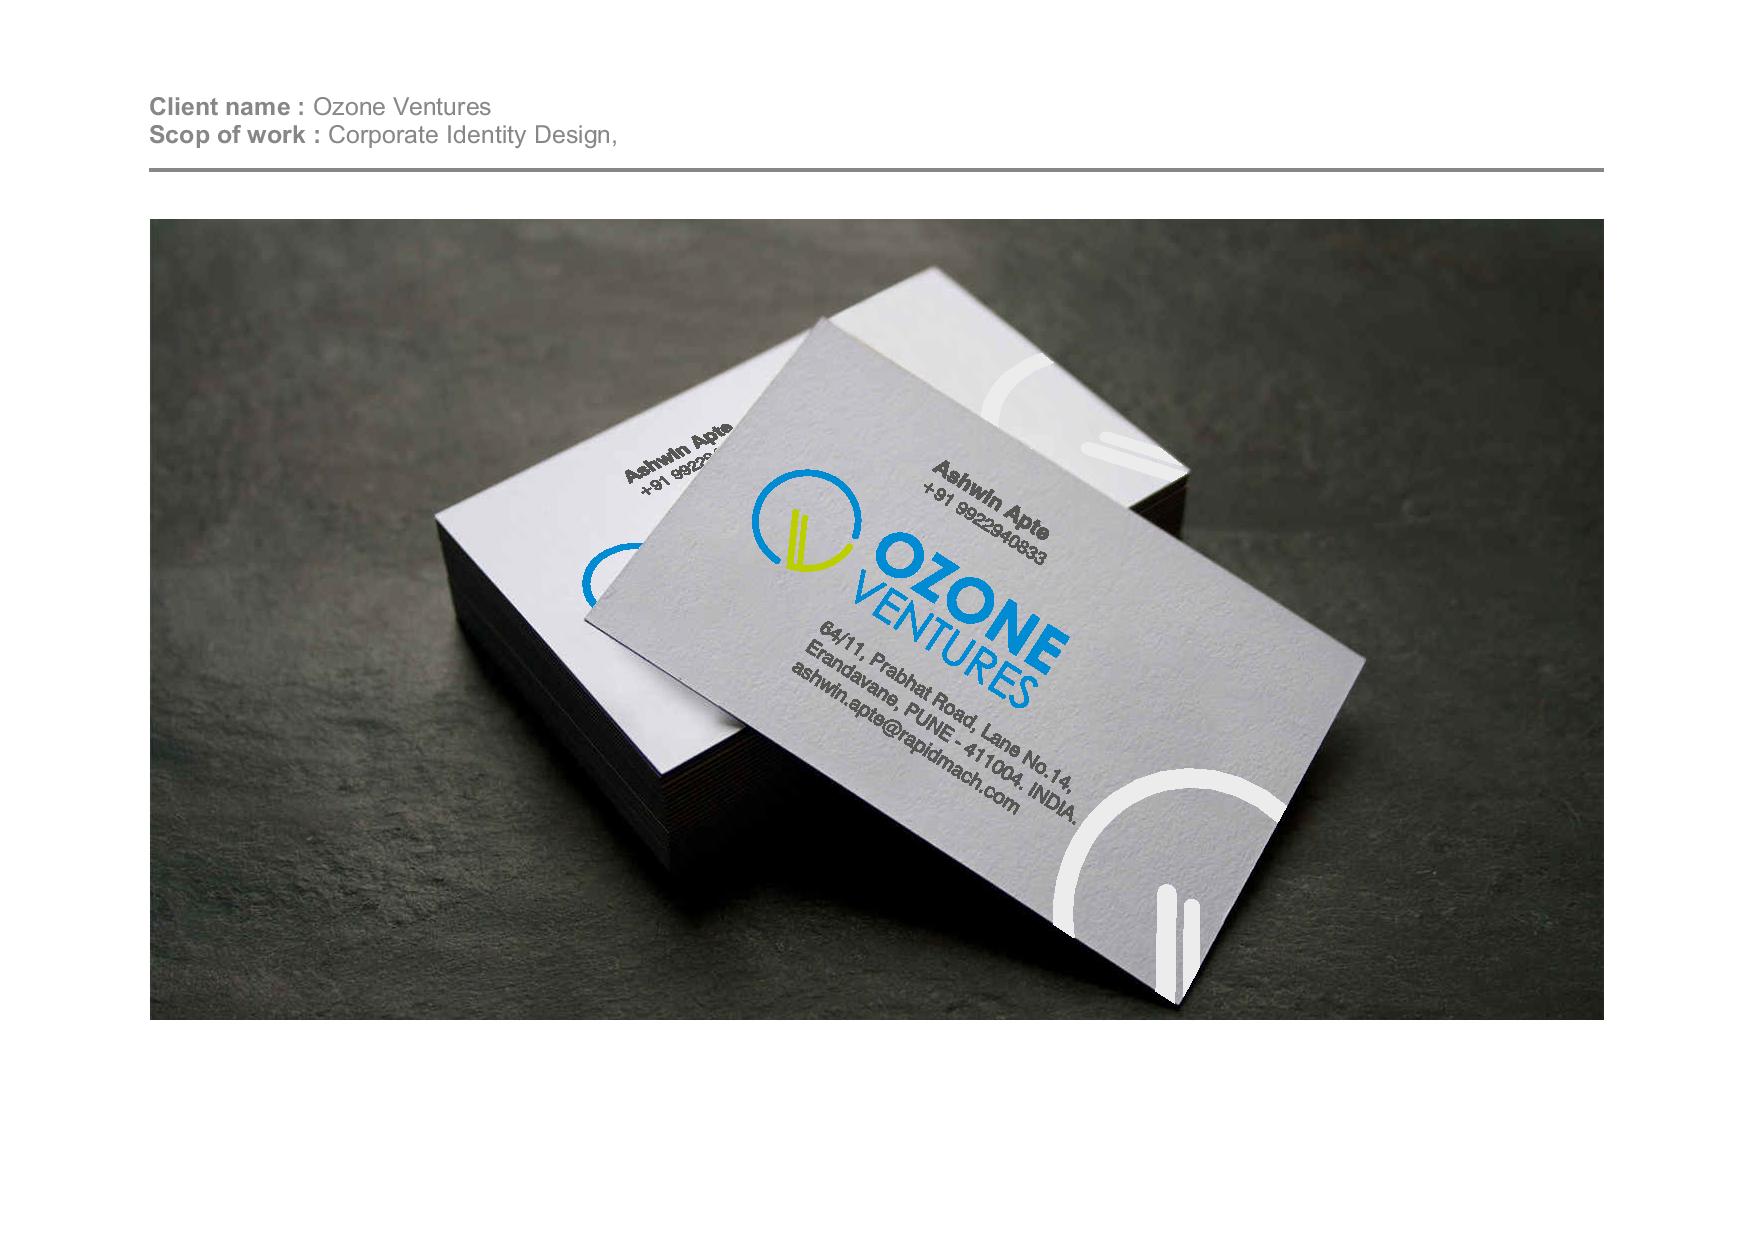 Client name : Ozone Ventures
Scop of work : Corporate Identity Design,
Ashwin Apte
+91 9922
Ashwin Apte
+91 9922940833
OZONE
VENTURES
64/11, Prabhat Road, Lane No.14,
Erandavane, PUNE - 411004. INDIA.
ashwin.apte@rapidmach.com